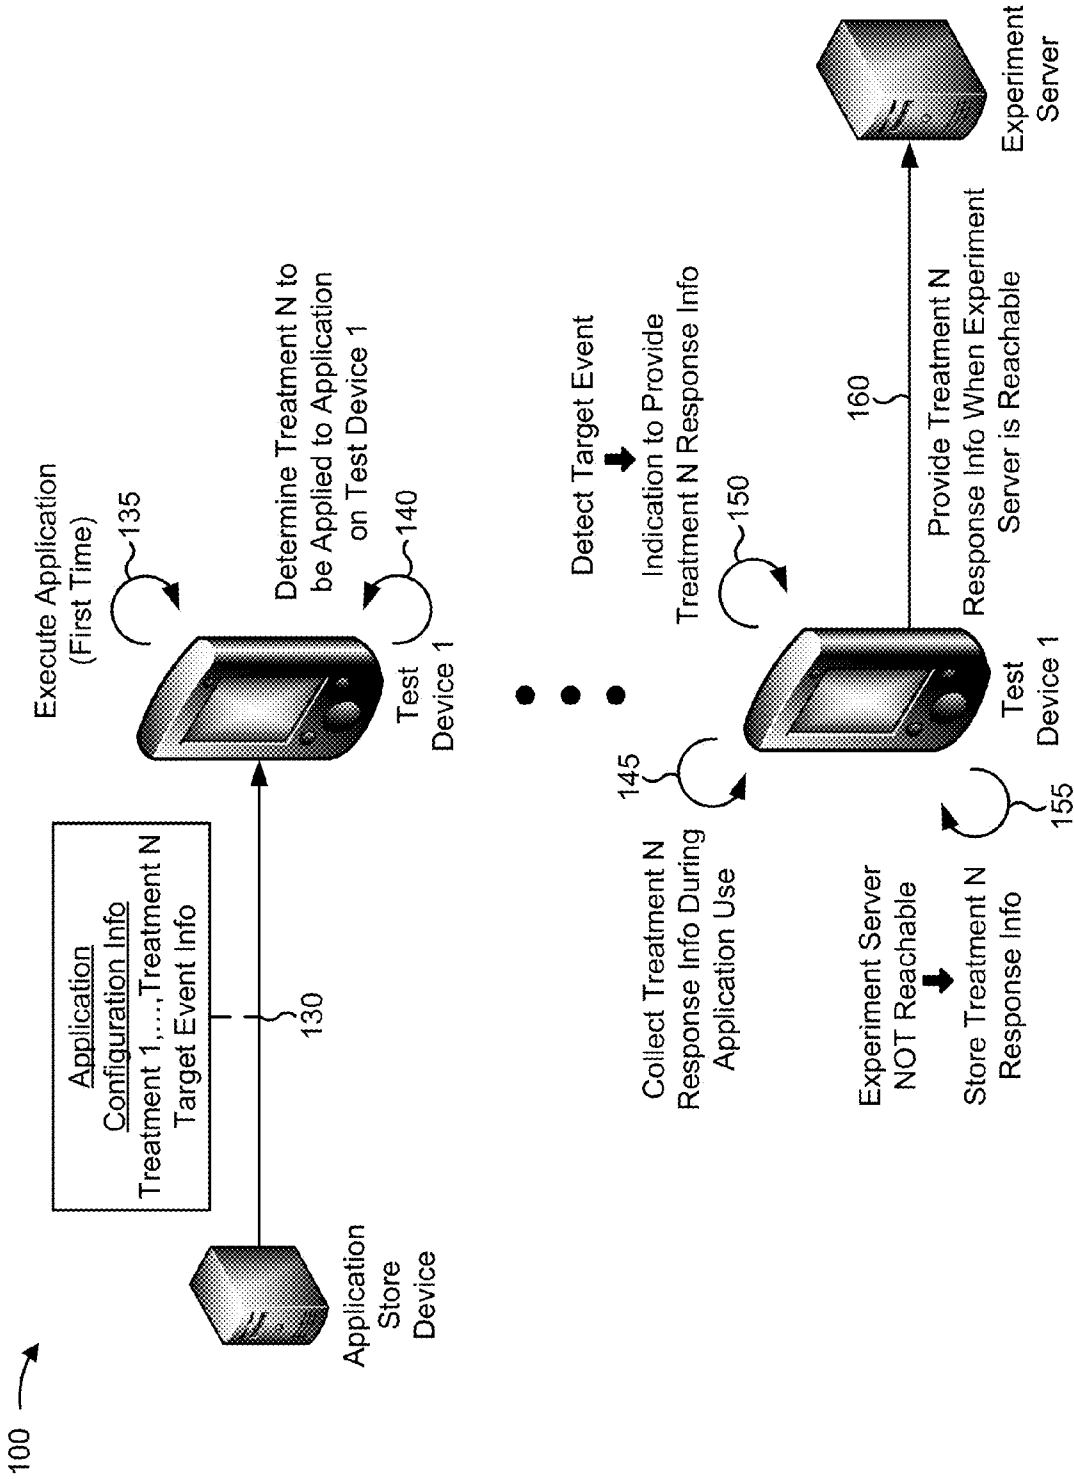 100
Application
Configuration Info
Treatment 1,...,Treatment N
Target Event Info
130
Application
Store
Device
Execute Application
(First Time)
135
Determine Treatment N to
be Applied to Application
on Test Device 1
140
Test
Device 1
Collect Treatment N
Response Info During
Application Use
145
Detect Target Event
Indication to Provide
Treatment N Response Info
150
Experiment Server
NOT Reachable
Store Treatment N
Response Info
155
Test
Device 1
160
Provide Treatment N
Response Info When Experiment
Server is Reachable
Experiment
Server